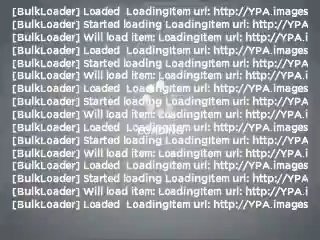 [BulkLoader] Loaded LoadingItem url: http://YPA.images
[BulkLoader] Started loading LoadingItem url: http://YPA
[BulkLoader] Will load item: LoadingItem url: http://YPA.i
[BulkLoader] Loaded LoadingItem url: http://YPA.images
[BulkLoader] Started loading LoadingItem url: http://YPA
[BulkLoader] Will load item: LoadingItem url: http://YPA.i
[BulkLoader] Loaded LoadingItem url: http://YPA.images
[BulkLoader] Started loading LoadingItem url: http://YPA
[BulkLoader] Will load item: LoadingItem url: http://YPA.i
[BulkLoader] Loaded LoadingItem url: http://YPA.images
LOADING
[BulkLoader] Started loading LoadingItem url: http://YPA
[BulkLoader] Will load item: LoadingItem url: http://YPA.i
[BulkLoader] Loaded LoadingItem url: http://YPA.images
[BulkLoader] Started loading LoadingItem url: http://YPA
[BulkLoader] Will load item: LoadingItem url: http://YPA.i
[BulkLoader] Loaded LoadingItem url: http://YPA.images